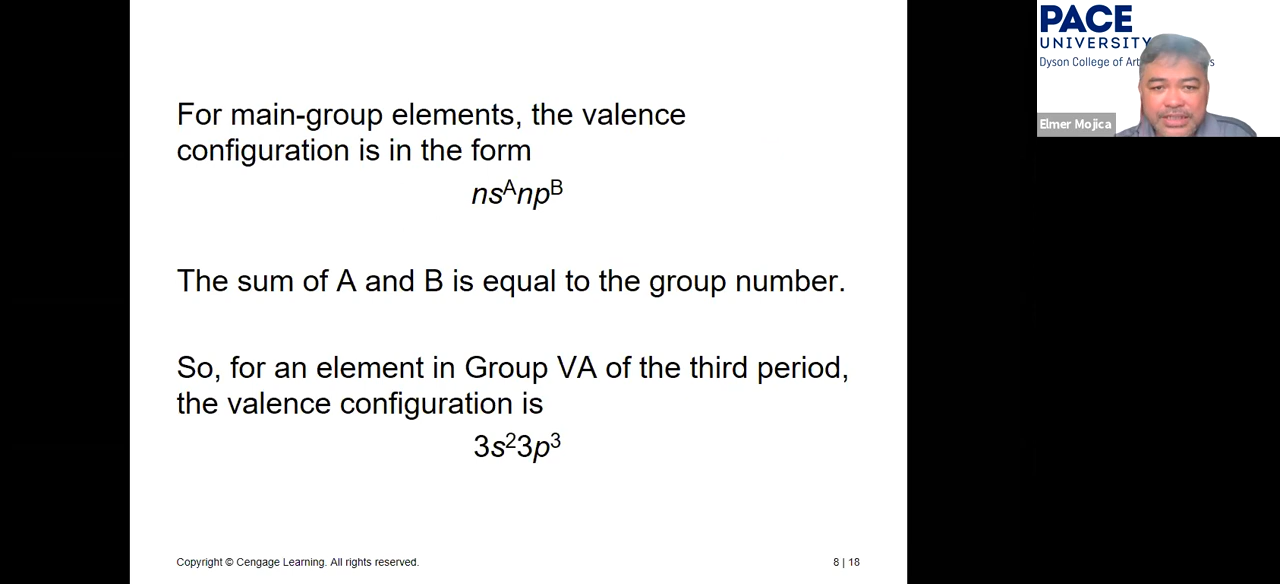 For main-group elements, the valence
configuration is in the form
nsᴬnpᴮ
The sum of A and B is equal to the group number.
So, for an element in Group VA of the third period,
the valence configuration is
3s²3p³
Copyright © Cengage Learning. All rights reserved.
8 | 18
PACE
UNIVERSITY
Dyson College of
Elmer Mojica